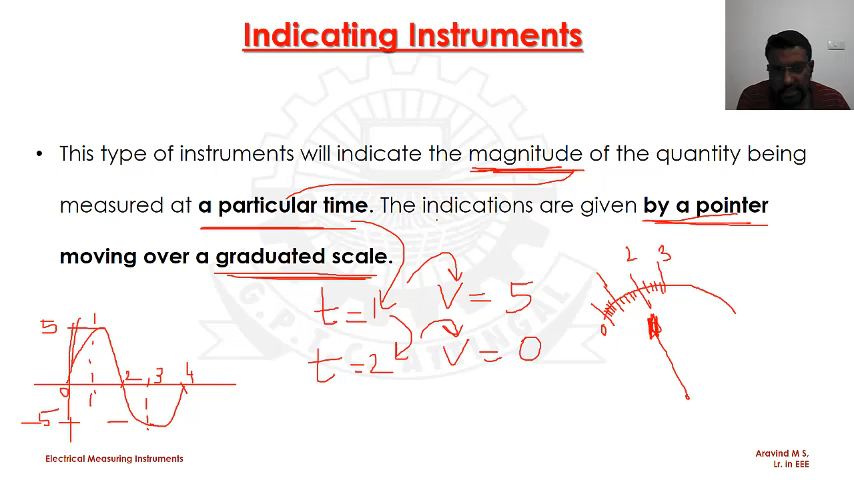 Indicating Instruments
• This type of instruments will indicate the magnitude of the quantity being
measured at a particular time. The indications are given by a pointer
moving over a graduated scale.
t=1 V=5
t=2 V=0
2 3
0
5 1
0 2 3 4
1
-5
Electrical Measuring Instruments
Aravind M S,
Lr. in EEE